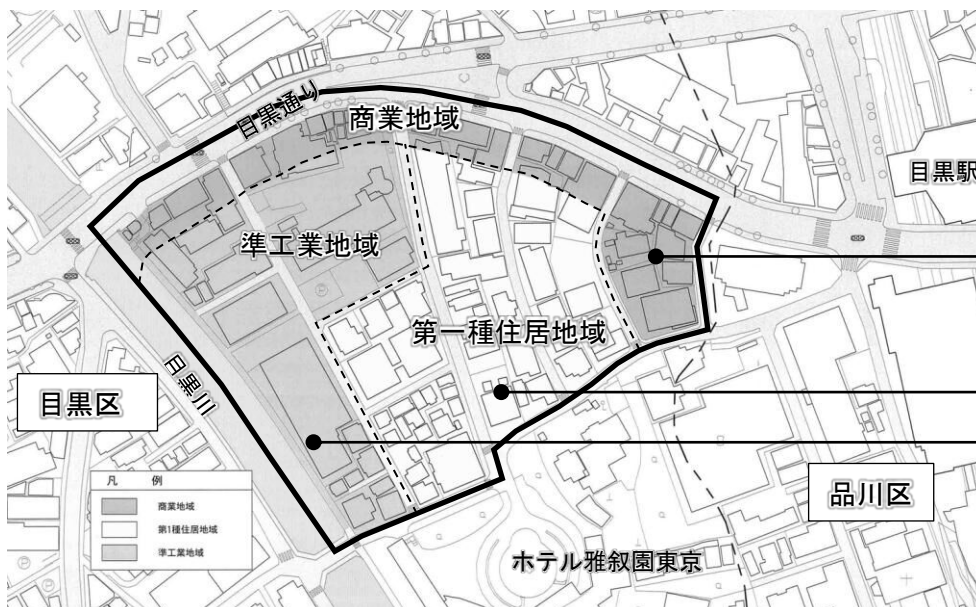 目黒通り
商業地域
目黒駅
準工業地域
第一種住居地域
目黒川
目黒区
品川区
凡 例
商業地域
第1種住居地域
準工業地域
ホテル雅叙園東京